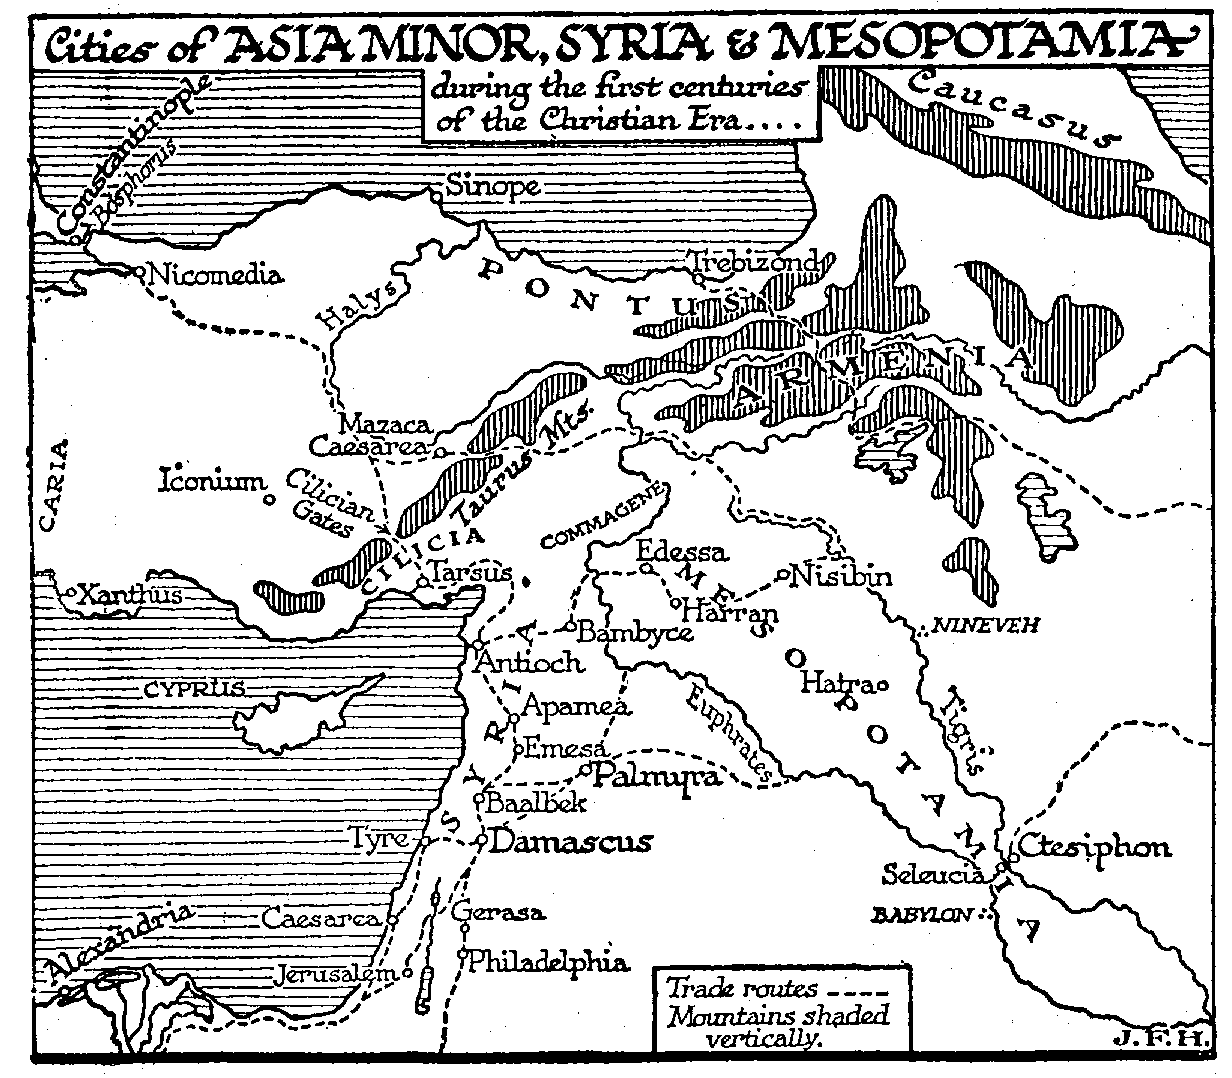 Cities of ASIA MINOR, SYRIA & MESOPOTAMIA
during the first centuries
of the Christian Era....
Caucasus
Constantinople
Bosphorus
Sinope
Nicomedia
Halys
PONTUS
Trebizond
ARMENIA
Mazaca
Caesarea
Taurus Mts.
CARIA
Iconium
Cilician
Gates
CILICIA
COMMAGENE
Tarsus
Xanthus
Edessa
Nisibin
Harran
MESOPOTAMIA
NINEVEH
Bambyce
Antioch
SYRIA
CYPRUS
Hatra
Apamea
Euphrates
Tigris
Emesa
Palmyra
Baalbek
Tyre
Damascus
Ctesiphon
Seleucia
BABYLON
Caesarea
Gerasa
Alexandria
Jerusalem
Philadelphia
Trade routes ----
Mountains shaded
vertically.
J.F.H.